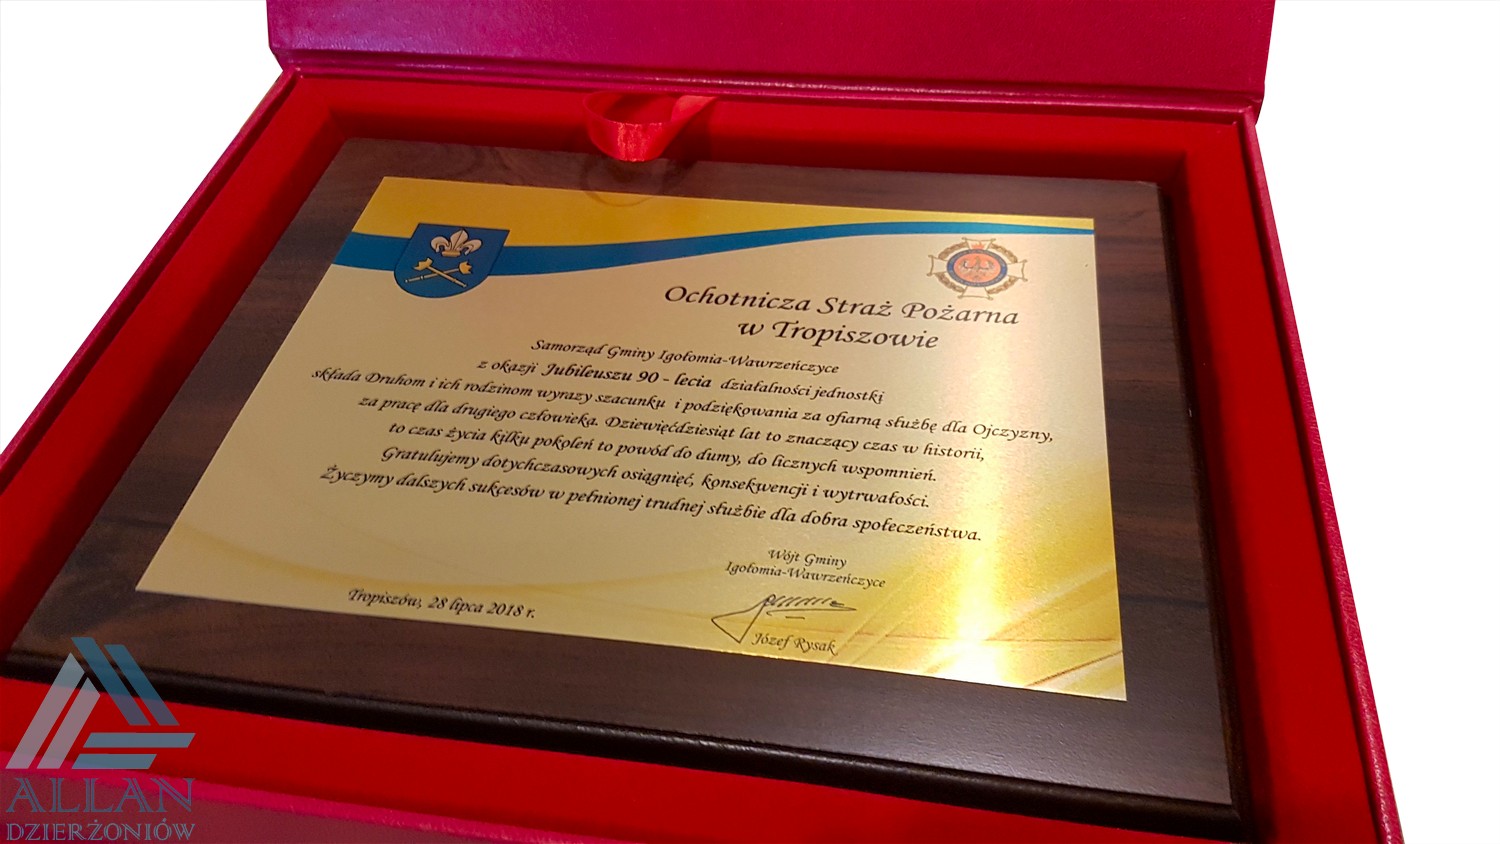 Ochotnicza Straż Pożarna
w Tropiszowie
Samorząd Gminy Igołomia-Wawrzeńczyce
z okazji Jubileuszu 90 - lecia działalności jednostki
składa Druhom i ich rodzinom wyrazy szacunku i podziękowania za ofiarną służbę dla Ojczyzny,
za pracę dla drugiego człowieka. Dziewięćdziesiąt lat to znaczący czas w historii,
to czas życia kilku pokoleń to powód do dumy, do licznych wspomnień.
Gratulujemy dotychczasowych osiągnięć, konsekwencji i wytrwałości.
Życzymy dalszych sukcesów w pełnionej trudnej służbie dla dobra społeczeństwa.
Wójt Gminy
Igołomia-Wawrzeńczyce
Józef Rysak
Tropiszów, 28 lipca 2018 r.
ALLAN
DZIERŻONIÓW